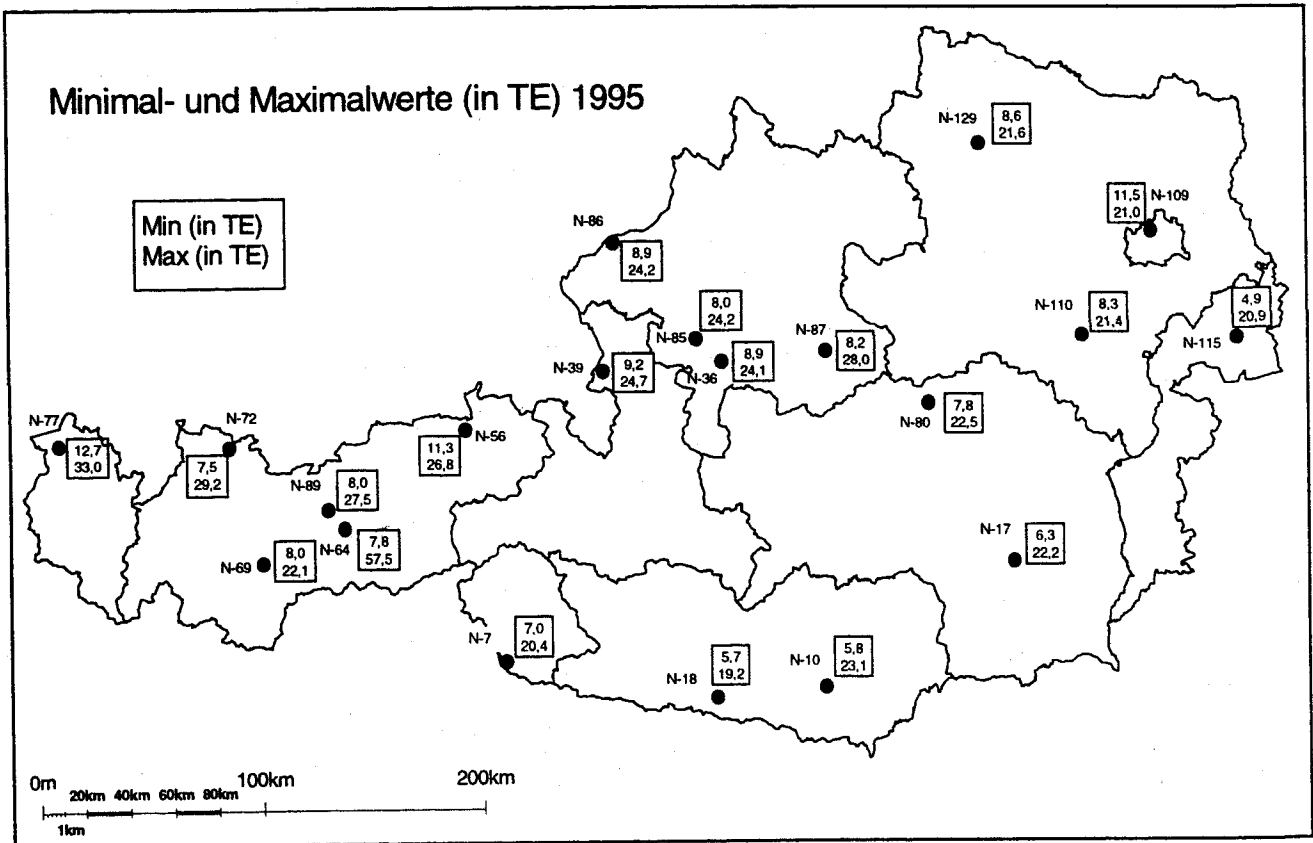 Minimal- und Maximalwerte (in TE) 1995
Min (in TE)
Max (in TE)
N-129
8,6
21,6
11,5
21,0
N-109
N-86
8,9
24,2
N-85
8,0
24,2
N-36
8,9
24,1
N-87
8,2
28,0
N-110
8,3
21,4
4,9
20,9
N-115
N-39
9,2
24,7
N-80
7,8
22,5
N-77
12,7
33,0
N-72
7,5
29,2
N-56
11,3
26,8
N-89
8,0
27,5
N-64
7,8
57,5
N-69
8,0
22,1
N-17
6,3
22,2
N-7
7,0
20,4
N-18
5,7
19,2
N-10
5,8
23,1
0m
100km
200km
20km 40km 60km 80km
1km